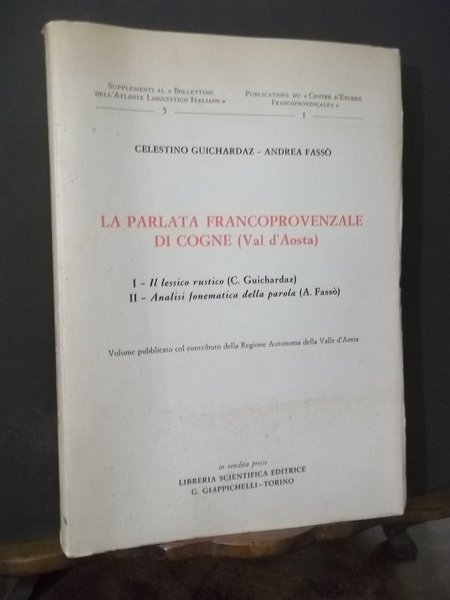 SUPPLEMENTI AL « BOLLETTINO
DELL'ATLANTE LINGUISTICO ITALIANO »
5
PUBLICATIONS DU « CENTRE D'ÉTUDES
FRANCOPROVENÇALES »
1
CELESTINO GUICHARDAZ - ANDREA FASSÒ
LA PARLATA FRANCOPROVENZALE
DI COGNE (Val d'Aosta)
I - Il lessico rustico (C. Guichardaz)
II - Analisi fonematica della parola (A. Fassò)
Volume pubblicato col contributo della Regione Autonoma della Valle d'Aosta
in vendita presso
LIBRERIA SCIENTIFICA EDITRICE
G. GIAPPICHELLI - TORINO